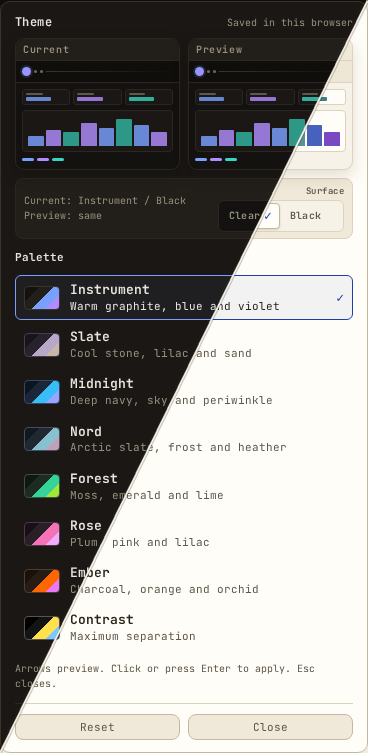 Theme
Saved in this browser
Current
Preview
Surface
Current: Instrument / Black
Preview: same
Clear ✓ Black
Palette
Instrument
Warm graphite, blue and violet
✓
Slate
Cool stone, lilac and sand
Midnight
Deep navy, sky and periwinkle
Nord
Arctic slate, frost and heather
Forest
Moss, emerald and lime
Rose
Plum, pink and lilac
Ember
Charcoal, orange and orchid
Contrast
Maximum separation
Arrows preview. Click or press Enter to apply. Esc
closes.
Reset
Close